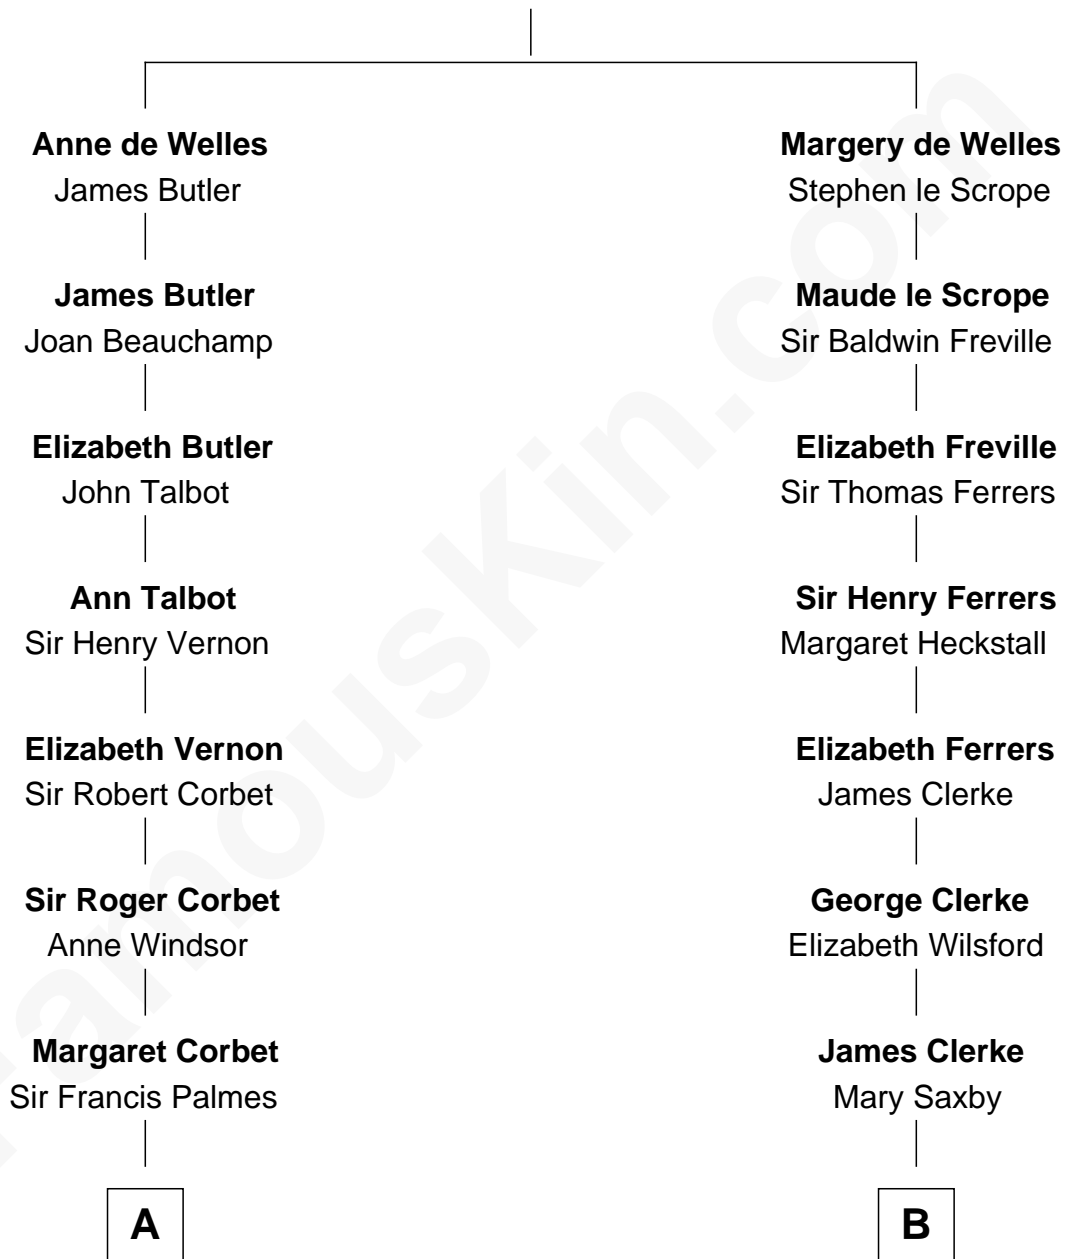 Anne de Welles
James Butler
James Butler
Joan Beauchamp
Elizabeth Butler
John Talbot
Ann Talbot
Sir Henry Vernon
Elizabeth Vernon
Sir Robert Corbet
Sir Roger Corbet
Anne Windsor
Margaret Corbet
Sir Francis Palmes
A
Margery de Welles
Stephen le Scrope
Maude le Scrope
Sir Baldwin Freville
Elizabeth Freville
Sir Thomas Ferrers
Sir Henry Ferrers
Margaret Heckstall
Elizabeth Ferrers
James Clerke
George Clerke
Elizabeth Wilsford
James Clerke
Mary Saxby
B
FamousKin.com